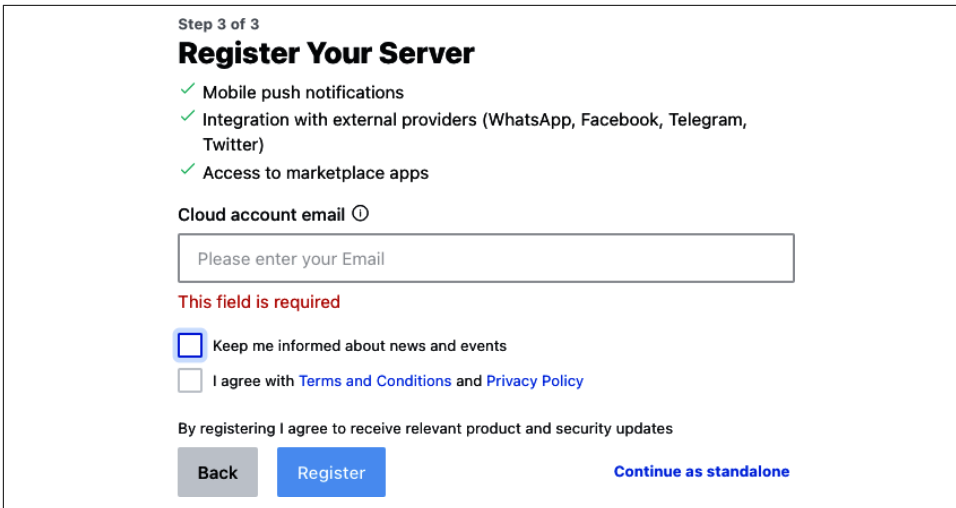 Step 3 of 3
Register Your Server
Mobile push notifications
Integration with external providers (WhatsApp, Facebook, Telegram,
Twitter)
Access to marketplace apps
Cloud account email
Please enter your Email
This field is required
Keep me informed about news and events
I agree with Terms and Conditions and Privacy Policy
By registering I agree to receive relevant product and security updates
Back
Register
Continue as standalone